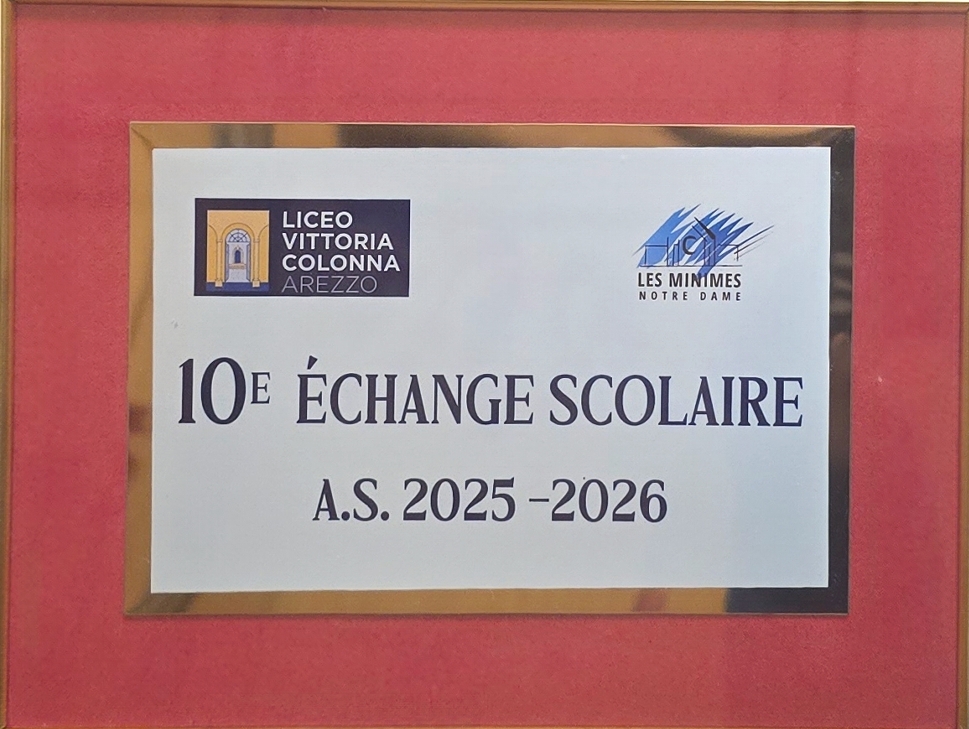 LICEO
VITTORIA
COLONNA
AREZZO
LES MINIMES
NOTRE DAME
10E ÉCHANGE SCOLAIRE
A.S. 2025 –2026